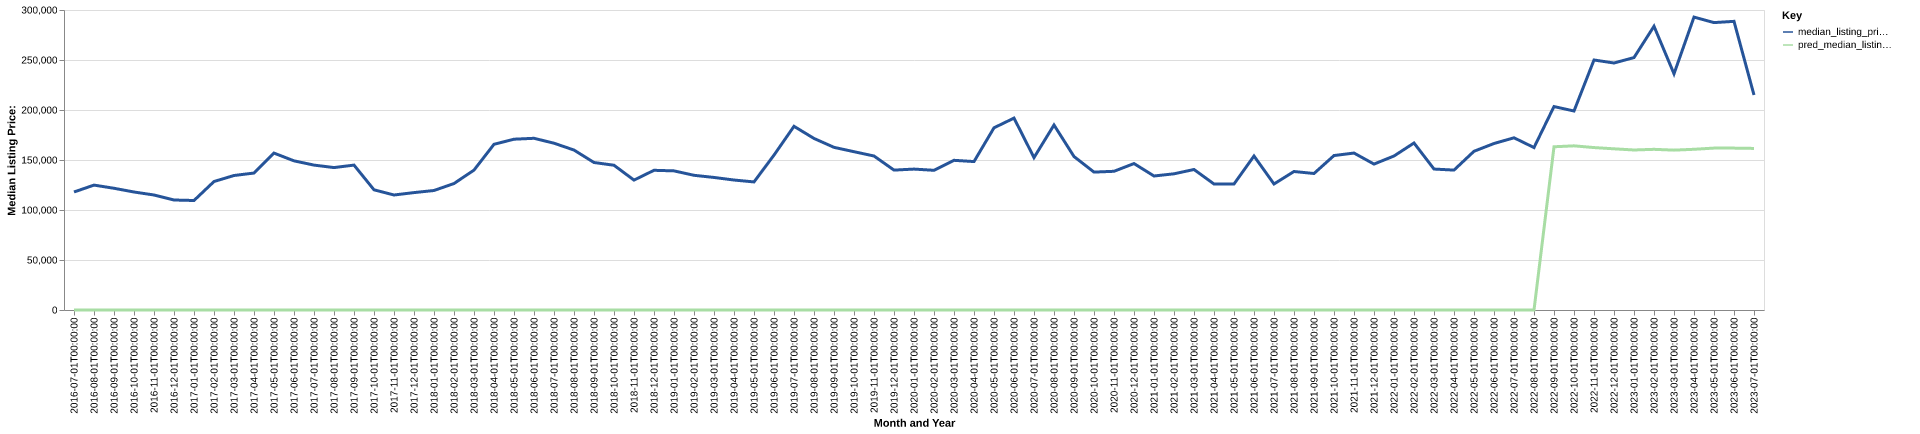 300,000
250,000
200,000
150,000
100,000
50,000
0
Median Listing Price:
2016-07-01T00:00:00
2016-08-01T00:00:00
2016-09-01T00:00:00
2016-10-01T00:00:00
2016-11-01T00:00:00
2016-12-01T00:00:00
2017-01-01T00:00:00
2017-02-01T00:00:00
2017-03-01T00:00:00
2017-04-01T00:00:00
2017-05-01T00:00:00
2017-06-01T00:00:00
2017-07-01T00:00:00
2017-08-01T00:00:00
2017-09-01T00:00:00
2017-10-01T00:00:00
2017-11-01T00:00:00
2017-12-01T00:00:00
2018-01-01T00:00:00
2018-02-01T00:00:00
2018-03-01T00:00:00
2018-04-01T00:00:00
2018-05-01T00:00:00
2018-06-01T00:00:00
2018-07-01T00:00:00
2018-08-01T00:00:00
2018-09-01T00:00:00
2018-10-01T00:00:00
2018-11-01T00:00:00
2018-12-01T00:00:00
2019-01-01T00:00:00
2019-02-01T00:00:00
2019-03-01T00:00:00
2019-04-01T00:00:00
2019-05-01T00:00:00
2019-06-01T00:00:00
2019-07-01T00:00:00
2019-08-01T00:00:00
2019-09-01T00:00:00
2019-10-01T00:00:00
2019-11-01T00:00:00
2019-12-01T00:00:00
2020-01-01T00:00:00
2020-02-01T00:00:00
2020-03-01T00:00:00
2020-04-01T00:00:00
2020-05-01T00:00:00
2020-06-01T00:00:00
2020-07-01T00:00:00
2020-08-01T00:00:00
2020-09-01T00:00:00
2020-10-01T00:00:00
2020-11-01T00:00:00
2020-12-01T00:00:00
2021-01-01T00:00:00
2021-02-01T00:00:00
2021-03-01T00:00:00
2021-04-01T00:00:00
2021-05-01T00:00:00
2021-06-01T00:00:00
2021-07-01T00:00:00
2021-08-01T00:00:00
2021-09-01T00:00:00
2021-10-01T00:00:00
2021-11-01T00:00:00
2021-12-01T00:00:00
2022-01-01T00:00:00
2022-02-01T00:00:00
2022-03-01T00:00:00
2022-04-01T00:00:00
2022-05-01T00:00:00
2022-06-01T00:00:00
2022-07-01T00:00:00
2022-08-01T00:00:00
2022-09-01T00:00:00
2022-10-01T00:00:00
2022-11-01T00:00:00
2022-12-01T00:00:00
2023-01-01T00:00:00
2023-02-01T00:00:00
2023-03-01T00:00:00
2023-04-01T00:00:00
2023-05-01T00:00:00
2023-06-01T00:00:00
2023-07-01T00:00:00
Month and Year
Key
median_listing_pri…
pred_median_listin…